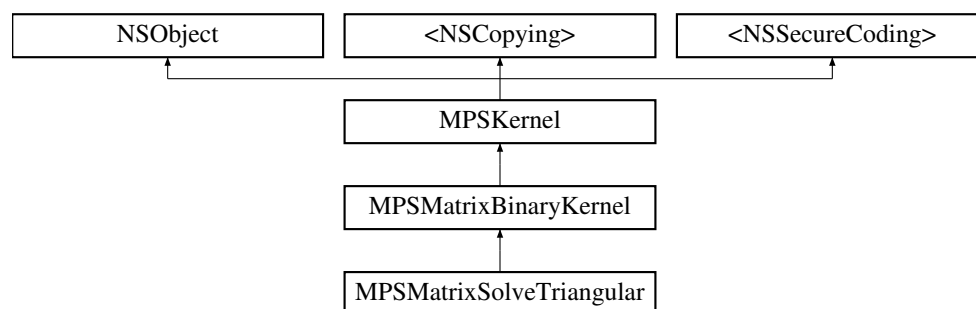 NSObject
<NSCopying>
<NSSecureCoding>
MPSKernel
MPSMatrixBinaryKernel
MPSMatrixSolveTriangular